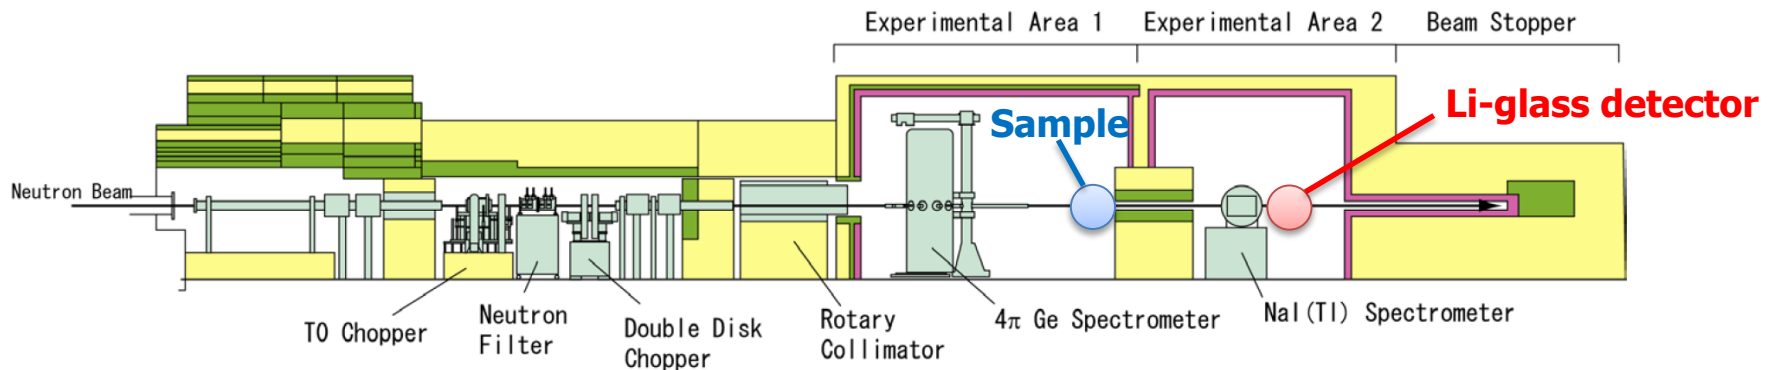 Experimental Area 1
Experimental Area 2
Beam Stopper
Li-glass detector
Sample
Neutron Beam
T0 Chopper
Neutron
Filter
Double Disk
Chopper
Rotary
Collimator
4π Ge Spectrometer
NaI(Tl) Spectrometer